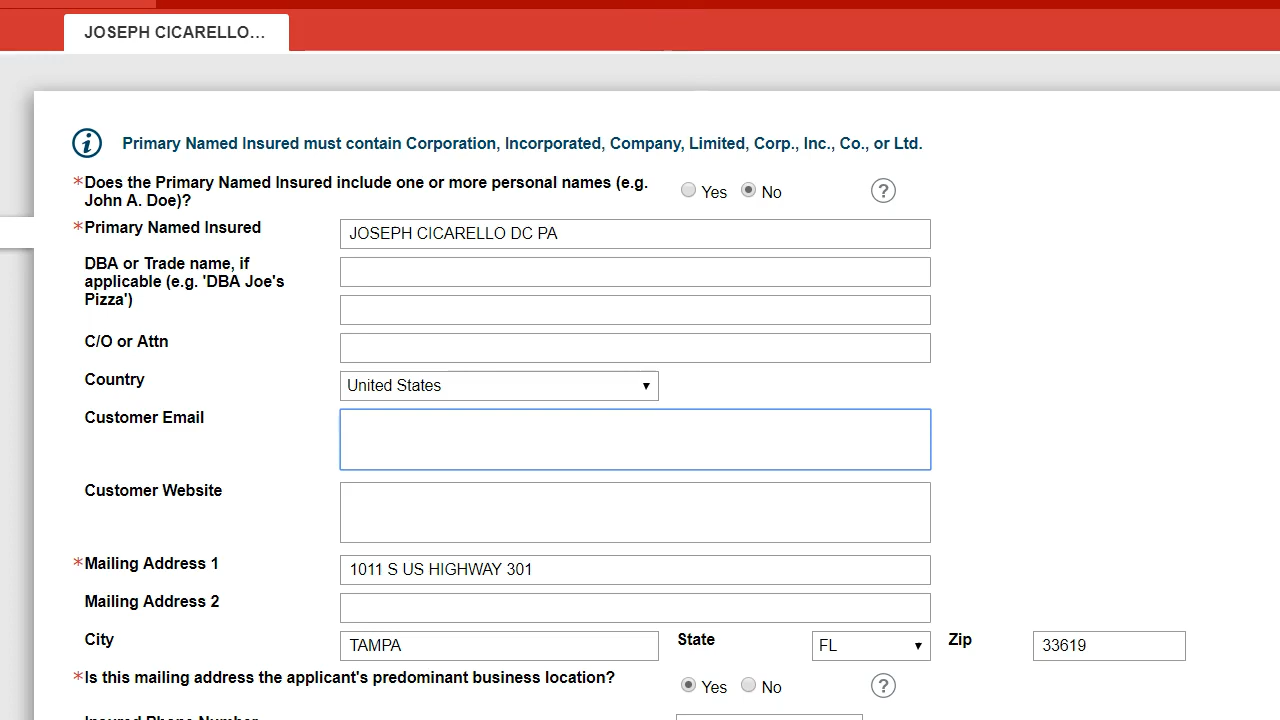 JOSEPH CICARELLO...
Primary Named Insured must contain Corporation, Incorporated, Company, Limited, Corp., Inc., Co., or Ltd.
*Does the Primary Named Insured include one or more personal names (e.g. John A. Doe)? Yes No ?
*Primary Named Insured JOSEPH CICARELLO DC PA
DBA or Trade name, if
applicable (e.g. 'DBA Joe's
Pizza')
C/O or Attn
Country United States
Customer Email
Customer Website
*Mailing Address 1 1011 S US HIGHWAY 301
Mailing Address 2
City TAMPA State FL Zip 33619
*Is this mailing address the applicant's predominant business location? Yes No ?
Insured Phone Number